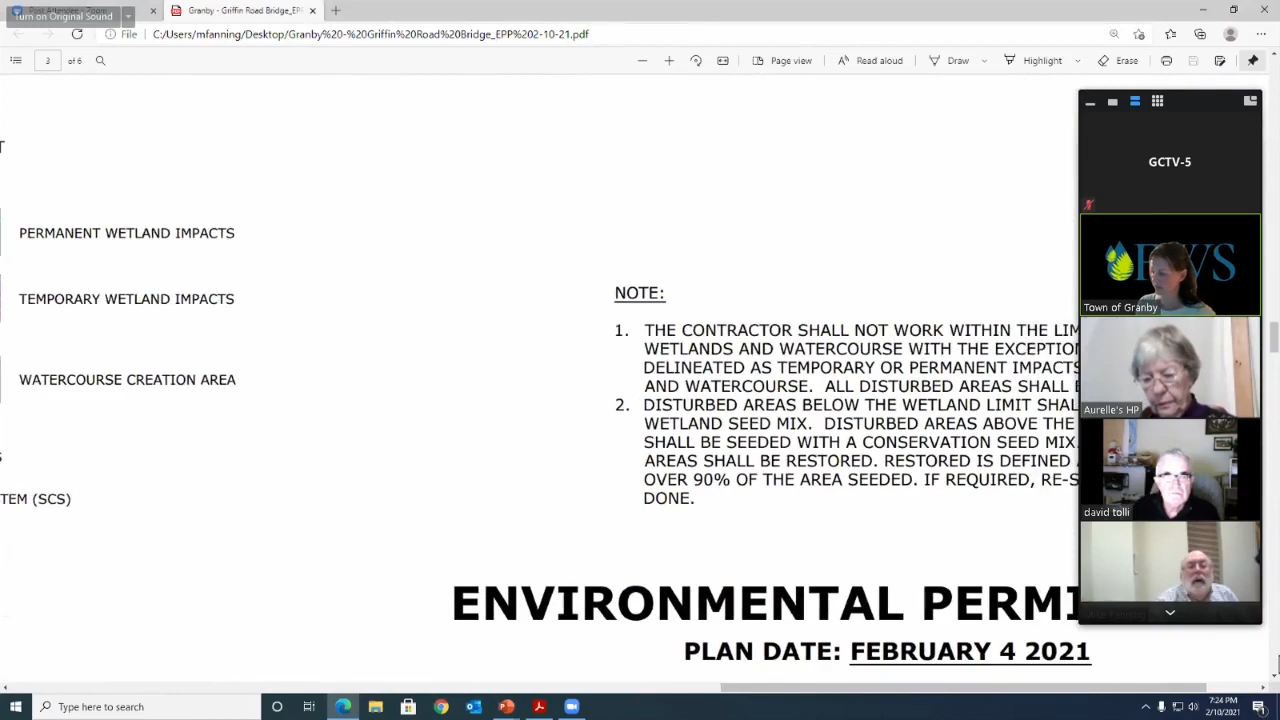 Turn on Original Sound
Granby - Griffin Road Bridge_EP
File
C:/Users/mfanning/Desktop/Granby%20-%20Griffin%20Road%20Bridge_EPP%202-10-21.pdf
3 of 6
Page view
Read aloud
Draw
Highlight
Erase
GCTV-5
T
PERMANENT WETLAND IMPACTS
TEMPORARY WETLAND IMPACTS
WATERCOURSE CREATION AREA
S
TEM (SCS)
NOTE:
1. THE CONTRACTOR SHALL NOT WORK WITHIN THE LIM
WETLANDS AND WATERCOURSE WITH THE EXCEPTION
DELINEATED AS TEMPORARY OR PERMANENT IMPACTS
AND WATERCOURSE. ALL DISTURBED AREAS SHALL
2. DISTURBED AREAS BELOW THE WETLAND LIMIT SHAL
WETLAND SEED MIX. DISTURBED AREAS ABOVE THE
SHALL BE SEEDED WITH A CONSERVATION SEED MIX.
AREAS SHALL BE RESTORED. RESTORED IS DEFINED
OVER 90% OF THE AREA SEEDED. IF REQUIRED, RE-S
DONE.
Town of Granby
Aurelle's HP
david tolli
ENVIRONMENTAL PERMI
PLAN DATE: FEBRUARY 4 2021
Type here to search
7:24 PM
2/10/2021